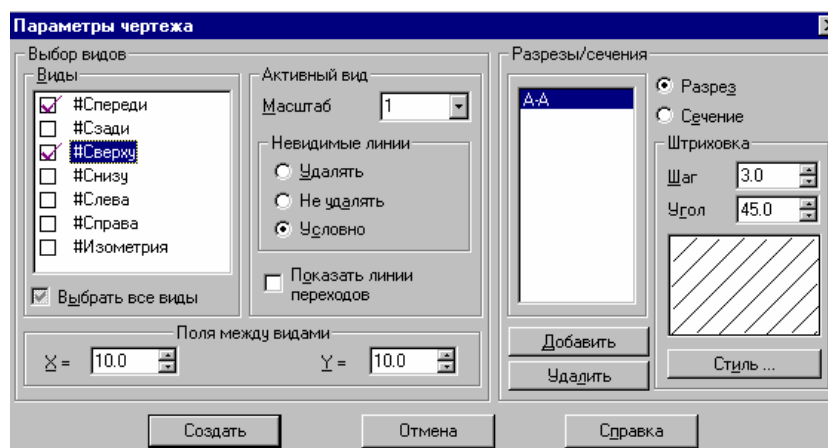 Параметры чертежа
Выбор видов
Виды
#Спереди
#Сзади
#Сверху
#Снизу
#Слева
#Справа
#Изометрия
Выбрать все виды
Активный вид
Масштаб 1
Невидимые линии
Удалять
Не удалять
Условно
Показать линии
переходов
Поля между видами
X = 10.0 Y = 10.0
Разрезы/сечения
А-А
Добавить
Удалить
Разрез
Сечение
Штриховка
Шаг 3.0
Угол 45.0
Стиль ...
Создать Отмена Справка